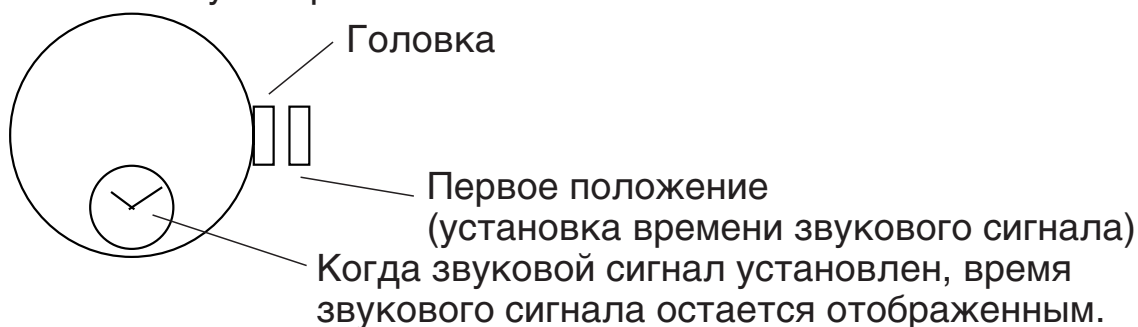 Головка
Первое положение
(установка времени звукового сигнала)
Когда звуковой сигнал установлен, время
звукового сигнала остается отображенным.